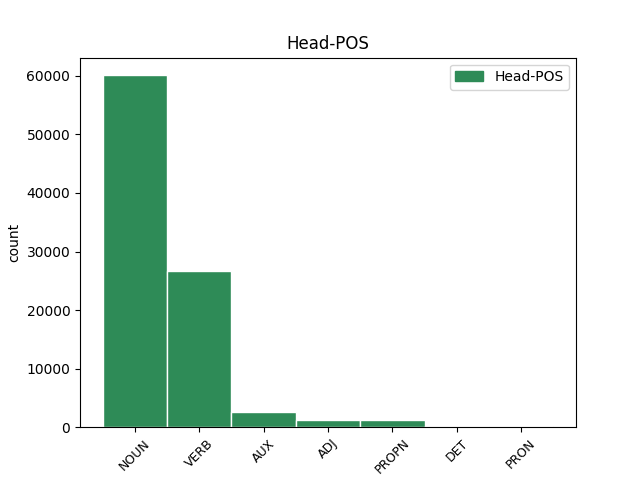 Head-POS
Head-POS
60000
50000
40000
30000
20000
10000
0
count
NOUN
VERB
AUX
ADJ
PROPN
DET
PRON